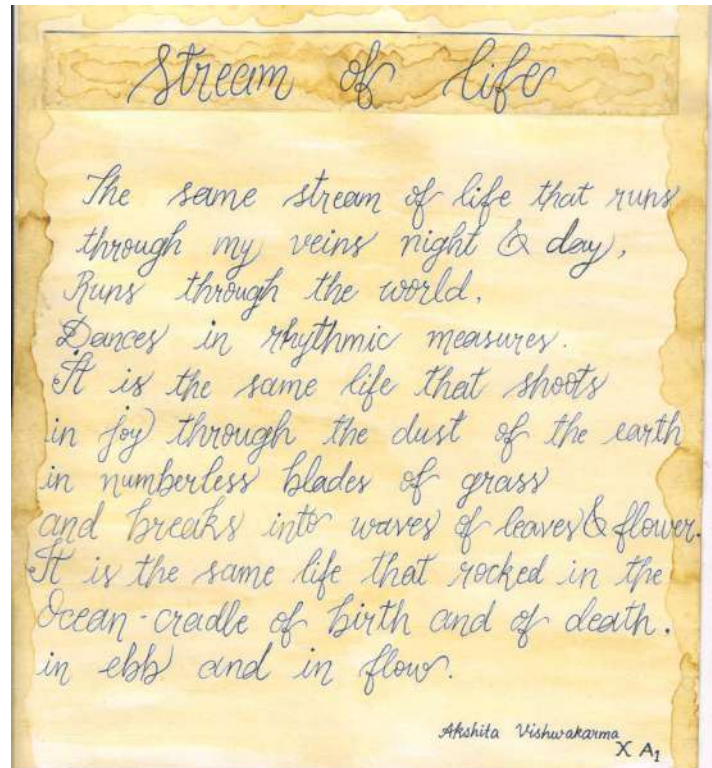 Stream of life
The same stream of life that runs
through my veins night & day,
Runs through the world.
Dances in rhythmic measures.
It is the same life that shoots
in joy through the dust of the earth
in numberless blades of grass
and breaks into waves of leaves & flower.
It is the same life that rocked in the
Ocean-cradle of birth and of death.
in ebb and in flow.
Akshita Vishwakarma
X A1